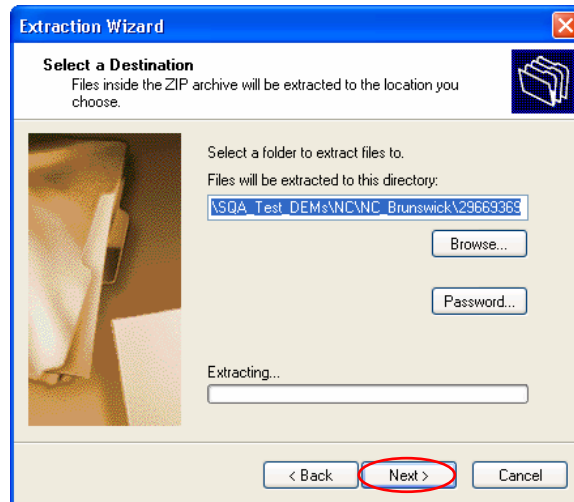 Extraction Wizard
Select a Destination
Files inside the ZIP archive will be extracted to the location you
choose.
Select a folder to extract files to.
Files will be extracted to this directory:
\SQA_Test_DEMs\NC\NC_Brunswick\29669369
Browse...
Password...
Extracting...
< Back
Next >
Cancel